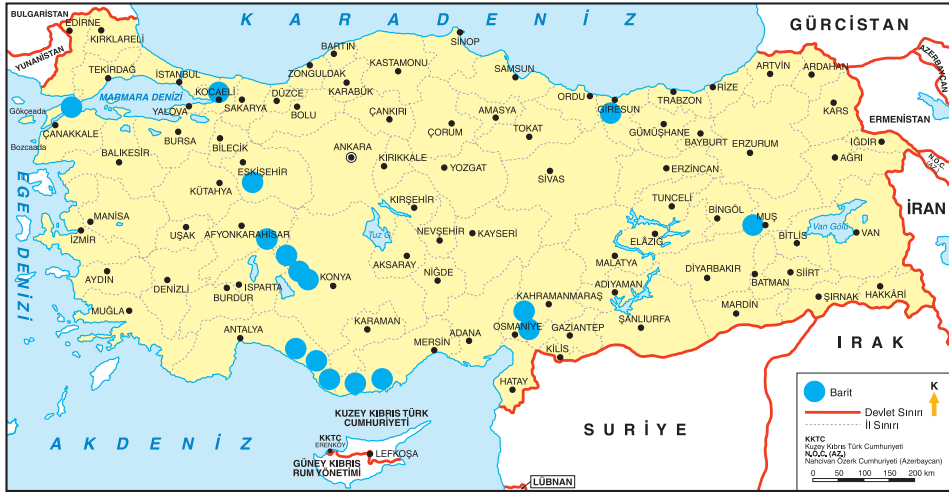 BULGARİSTAN
K A R A D E N İ Z
GÜRCİSTAN
EDİRNE
KIRKLARELİ
YUNANİSTAN
TEKİRDAĞ
İSTANBUL
KOCAELİ
MARMARA DENİZİ
YALOVA
SAKARYA
DÜZCE
BOLU
ZONGULDAK
BARTIN
KARABÜK
KASTAMONU
SİNOP
SAMSUN
ÇANKIRI
ÇORUM
AMASYA
TOKAT
ORDU
GİRESUN
TRABZON
RİZE
ARTVİN
ARDAHAN
KARS
AZERBAYCAN
ERMENİSTAN
GÜMÜŞHANE
BAYBURT
ERZURUM
IĞDIR
AĞRI
N.Ö.C.
(AZ.)
Gökçeada
ÇANAKKALE
Bozcaada
BALIKESİR
BURSA
BİLECİK
ESKİŞEHİR
KÜTAHYA
ANKARA
KIRIKKALE
YOZGAT
SİVAS
ERZİNCAN
TUNCELİ
BİNGÖL
MUŞ
BİTLİS
Van Gölü
VAN
İRAN
EGE DENİZİ
MANİSA
İZMİR
UŞAK
AFYONKARAHİSAR
KIRŞEHİR
Tuz G.
NEVŞEHİR
KAYSERİ
AKSARAY
NİĞDE
ELÂZIĞ
MALATYA
ADIYAMAN
DİYARBAKIR
BATMAN
SİİRT
ŞIRNAK
HAKKÂRİ
MARDİN
AYDIN
DENİZLİ
BURDUR
ISPARTA
KONYA
MUĞLA
ANTALYA
KARAMAN
MERSİN
ADANA
KAHRAMANMARAŞ
OSMANİYE
GAZİANTEP
KİLİS
ŞANLIURFA
HATAY
I R A K
S U R İ Y E
A K D E N İ Z
KUZEY KIBRIS TÜRK
CUMHURİYETİ
KKTC
ERENKÖY
LEFKOŞA
GÜNEY KIBRIS
RUM YÖNETİMİ
LÜBNAN
Barit
K
Devlet Sınırı
İl Sınırı
KKTC
Kuzey Kıbrıs Türk Cumhuriyeti
N.Ö.C. (AZ.)
Nahcivan Özerk Cumhuriyeti (Azerbaycan)
0 50 100 150 200 km